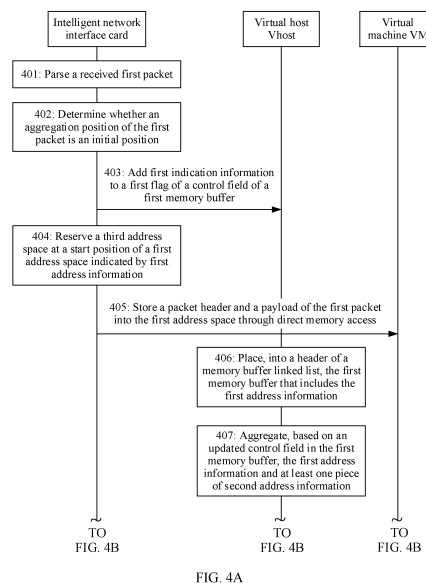 Intelligent network
interface card
Virtual host
Vhost
Virtual
machine VM
401: Parse a received first packet
402: Determine whether an
aggregation position of the first
packet is an initial position
403: Add first indication information
to a first flag of a control field of a
first memory buffer
404: Reserve a third address
space at a start position of a first
address space indicated by first
address information
405: Store a packet header and a payload of the first packet
into the first address space through direct memory access
406: Place, into a header of a
memory buffer linked list, the first
memory buffer that includes the
first address information
407: Aggregate, based on an
updated control field in the first
memory buffer, the first address
information and at least one piece
of second address information
TO
FIG. 4B
TO
FIG. 4B
TO
FIG. 4B
FIG. 4A